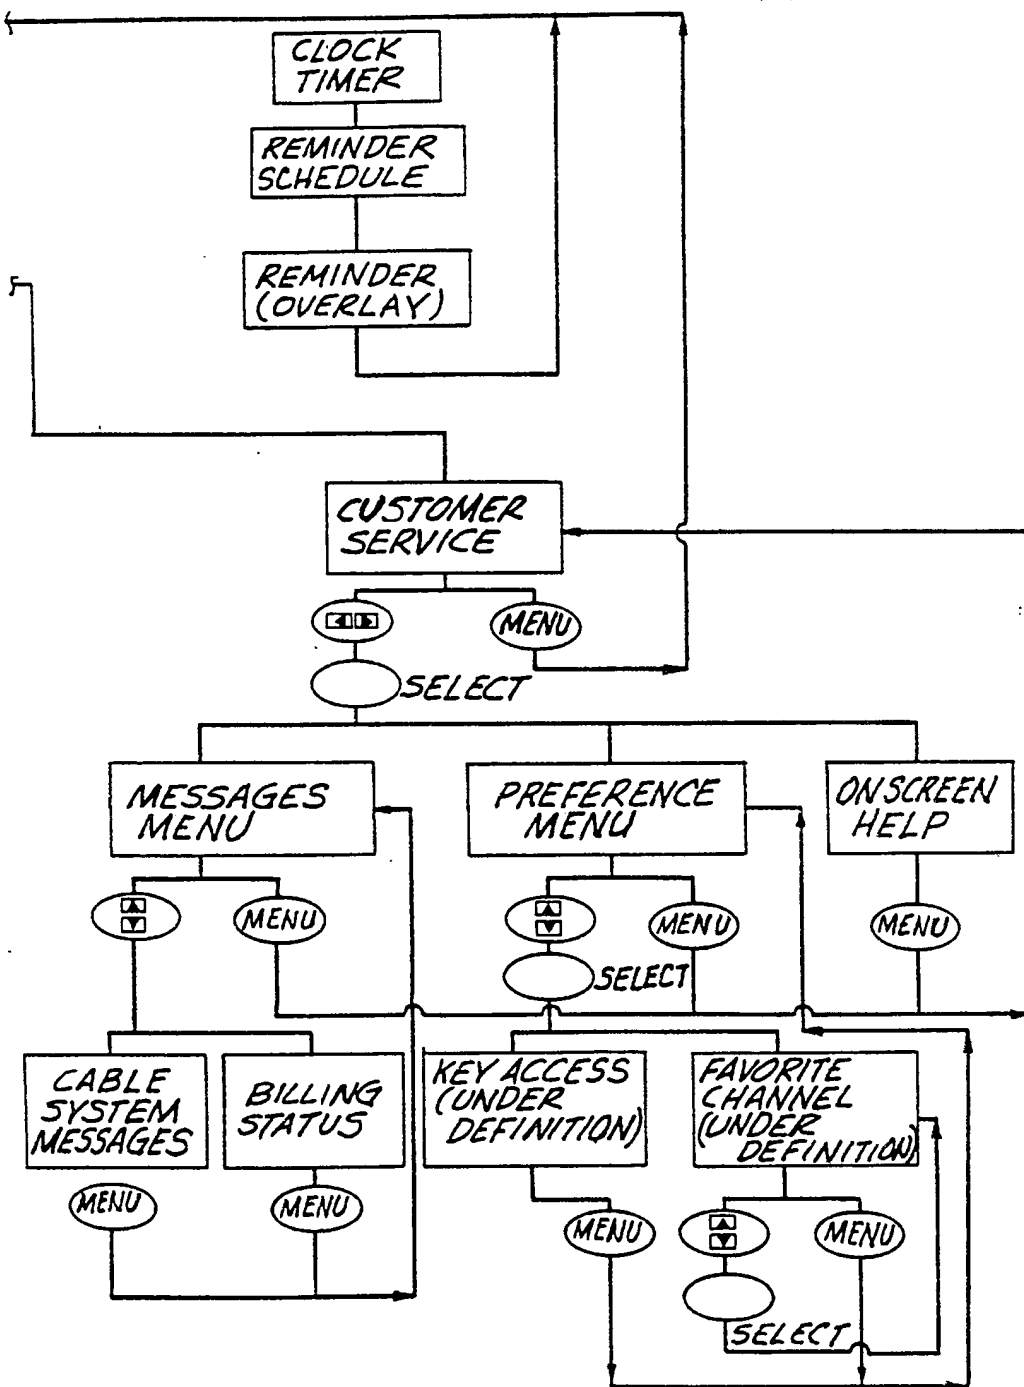 CLOCK
TIMER
REMINDER
SCHEDULE
REMINDER
(OVERLAY)
CUSTOMER
SERVICE
MENU
SELECT
MESSAGES
MENU
PREFERENCE
MENU
ON SCREEN
HELP
MENU
MENU
MENU
SELECT
CABLE
SYSTEM
MESSAGES
BILLING
STATUS
KEY ACCESS
(UNDER
DEFINITION)
FAVORITE
CHANNEL
(UNDER
DEFINITION)
MENU
MENU
MENU
MENU
SELECT